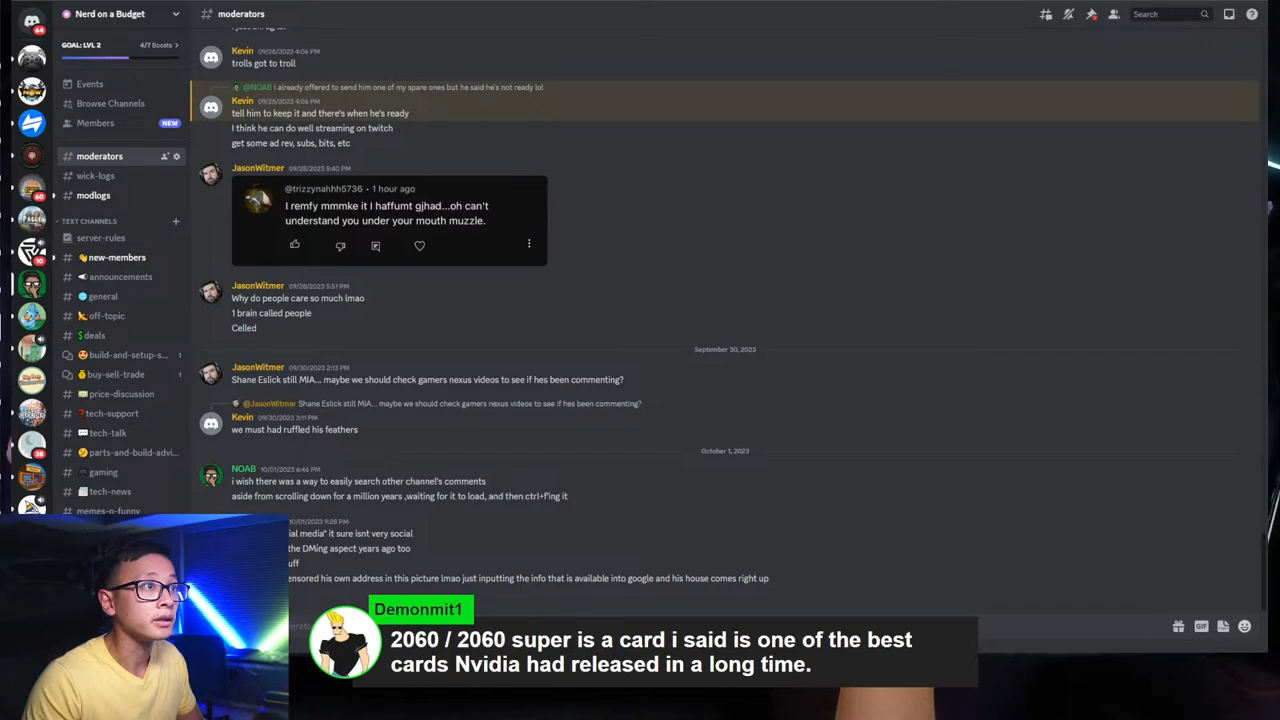 64
60
10
38
Nerd on a Budget
GOAL: LVL 2
4/7 Boosts >
Events
Browse Channels
Members
NEW
moderators
wick-logs
modlogs
TEXT CHANNELS
server-rules
new-members
announcements
general
off-topic
deals
build-and-setup-s...
1
buy-sell-trade
1
price-discussion
tech-support
tech-talk
parts-and-build-advi...
gaming
tech-news
memes-n-funny
# moderators
Search
Kevin 09/28/2023 4:06 PM
trolls got to troll
@NOAB i already offered to send him one of my spare ones but he said he's not ready lol
Kevin 09/28/2023 4:06 PM
tell him to keep it and there's when he's ready
I think he can do well streaming on twitch
get some ad rev, subs, bits, etc
JasonWitmer 09/28/2023 5:40 PM
@trizzynahhh5736 • 1 hour ago
I remfy mmmke it I haffumt gjhad...oh can't
understand you under your mouth muzzle.
JasonWitmer 09/28/2023 5:51 PM
Why do people care so much lmao
1 brain called people
Celled
September 30, 2023
JasonWitmer 09/30/2023 2:13 PM
Shane Eslick still MIA... maybe we should check gamers nexus videos to see if hes been commenting?
@JasonWitmer Shane Eslick still MIA... maybe we should check gamers nexus videos to see if hes been commenting?
Kevin 09/30/2023 3:11 PM
we must had ruffled his feathers
October 1, 2023
NOAB 10/01/2023 6:46 PM
i wish there was a way to easily search other channel's comments
aside from scrolling down for a million years ,waiting for it to load, and then ctrl+f'ing it
10/01/2023 9:28 PM
ial media" it sure isnt very social
the DMing aspect years ago too
uff
ensored his own address in this picture lmao just inputting the info that is available into google and his house comes right up
GIF
Demonmit1
2060 / 2060 super is a card i said is one of the best
cards Nvidia had released in a long time.